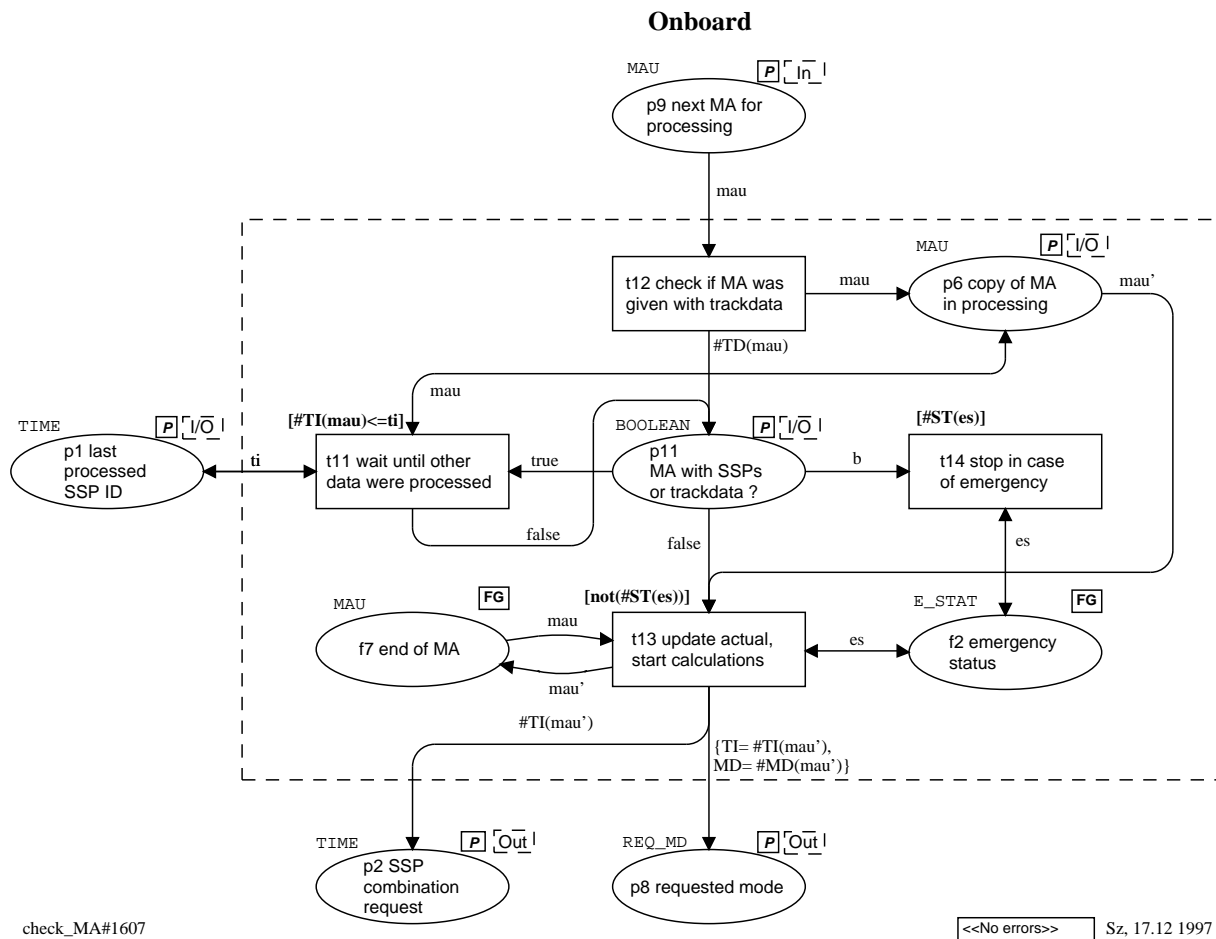 Onboard
MAU
P
In
p9 next MA for
processing
mau
MAU
P
I/O
t12 check if MA was
given with trackdata
mau
p6 copy of MA
in processing
mau’
#TD(mau)
mau
[#TI(mau)<=ti]
[#ST(es)]
TIME
P
I/O
BOOLEAN
P
I/O
p1 last
processed
SSP ID
ti
t11 wait until other
data were processed
true
p11
MA with SSPs
or trackdata ?
b
t14 stop in case
of emergency
false
false
es
MAU
FG
[not(#ST(es))]
E_STAT
FG
f7 end of MA
mau
mau’
t13 update actual,
start calculations
es
f2 emergency
status
#TI(mau’)
{TI= #TI(mau’),
MD= #MD(mau’)}
TIME
P
Out
REQ_MD
P
Out
p2 SSP
combination
request
p8 requested mode
check_MA#1607
<<No errors>>
Sz, 17.12 1997